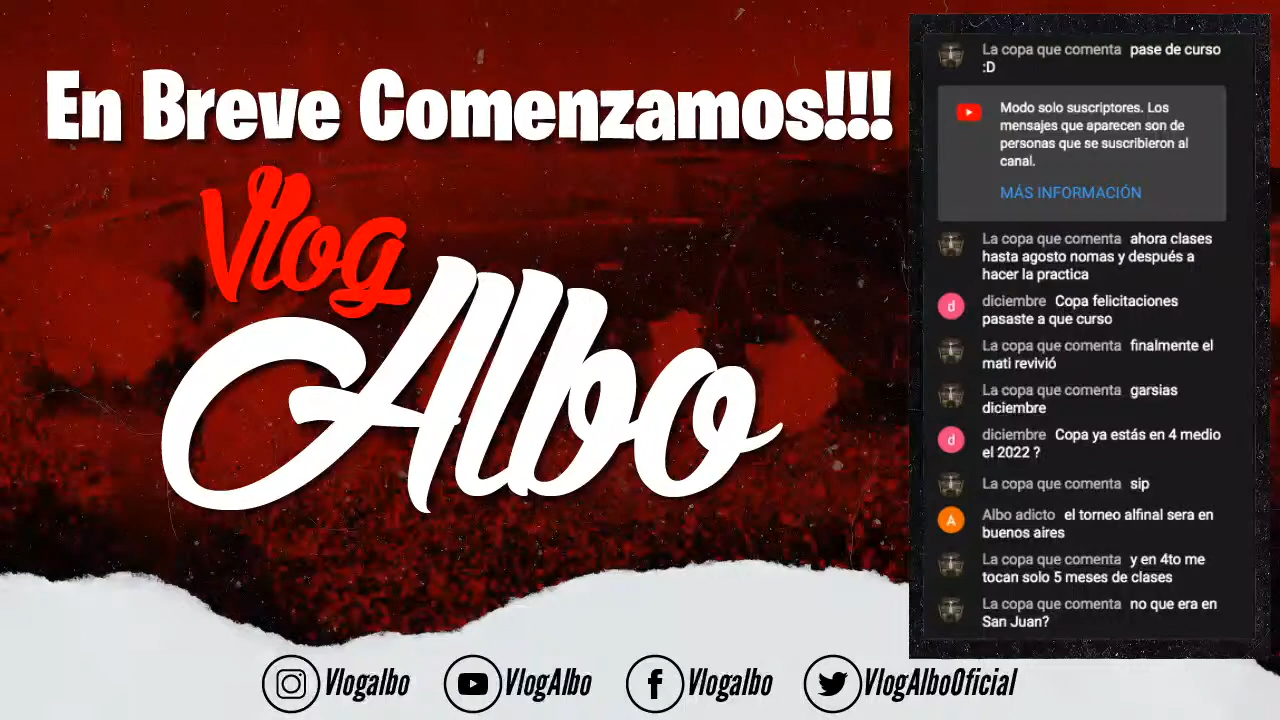 En Breve Comenzamos!!!
Vlog
Albo
La copa que comenta pase de curso
:D
Modo solo suscriptores. Los
mensajes que aparecen son de
personas que se suscribieron al
canal.
MÁS INFORMACIÓN
La copa que comenta ahora clases
hasta agosto nomas y después a
hacer la practica
d diciembre Copa felicitaciones
pasaste a que curso
La copa que comenta finalmente el
mati revivió
La copa que comenta garsias
diciembre
d diciembre Copa ya estás en 4 medio
el 2022 ?
La copa que comenta sip
A Albo adicto el torneo alfinal sera en
buenos aires
La copa que comenta y en 4to me
tocan solo 5 meses de clases
La copa que comenta no que era en
San Juan?
Vlogalbo
VlogAlbo
Vlogalbo
VlogAlboOficial